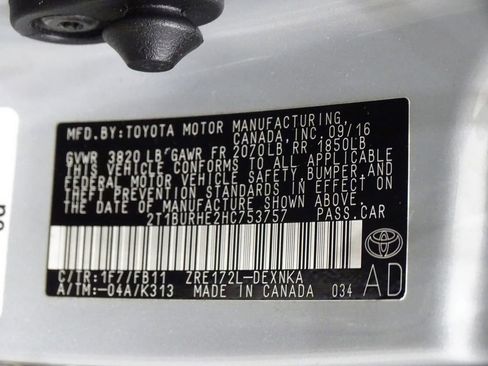 MFD.BY:TOYOTA MOTOR MANUFACTURING
CANADA,INC.09/16
GVWR 3820 LB GAWR FR 2070LB RR 1850LB
THIS VEHICLE CONFORMS TO ALL APPLICABLE
FEDERAL MOTOR VEHICLE SAFETY,BUMPER,AND
THEFT PREVENTION STANDARDS IN EFFECT ON
THE DATE OF MANUFACTURE SHOWN ABOVE.
2T1BURHE2HC753757 PASS.CAR
C/TR:1F7/FB11 ZRE172L-DEXNKA
A/TM:-04A/K313 MADE IN CANADA 034
AD